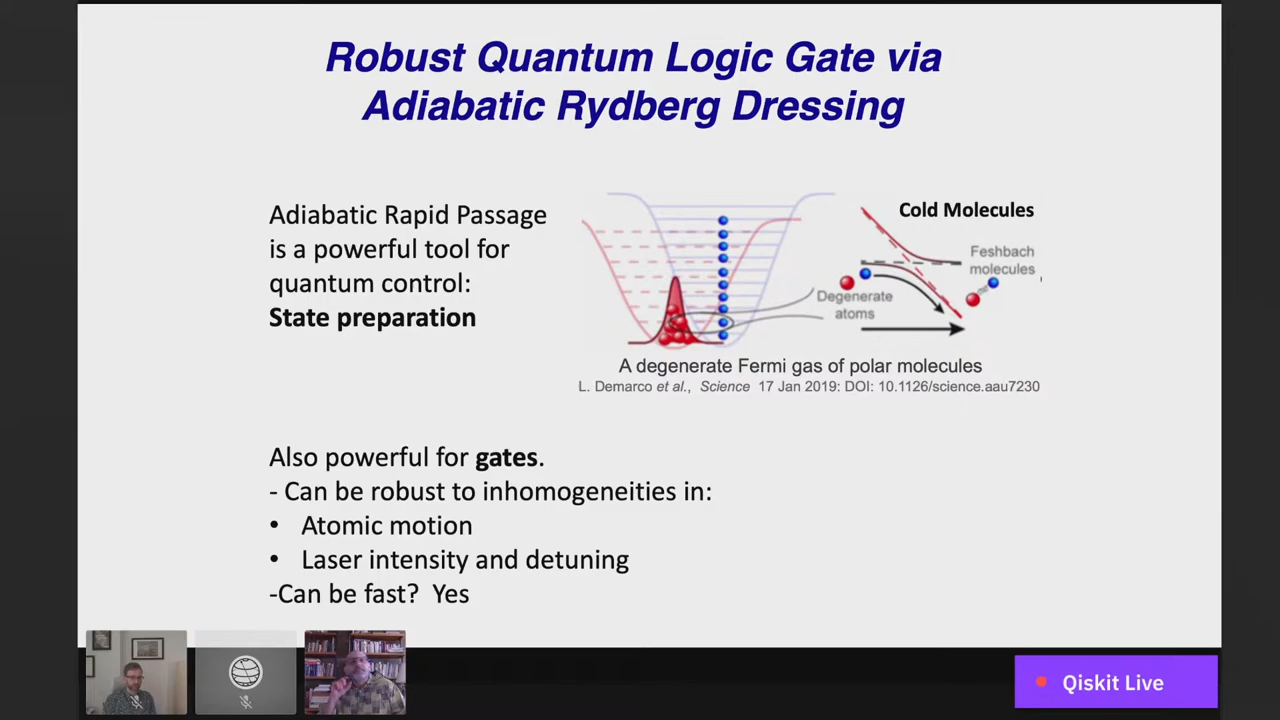 Robust Quantum Logic Gate via
Adiabatic Rydberg Dressing
Adiabatic Rapid Passage
is a powerful tool for
quantum control:
State preparation
Cold Molecules
Feshbach
molecules
Degenerate
atoms
A degenerate Fermi gas of polar molecules
L. Demarco et al., Science 17 Jan 2019: DOI: 10.1126/science.aau7230
Also powerful for gates.
- Can be robust to inhomogeneities in:
• Atomic motion
• Laser intensity and detuning
-Can be fast? Yes
Qiskit Live